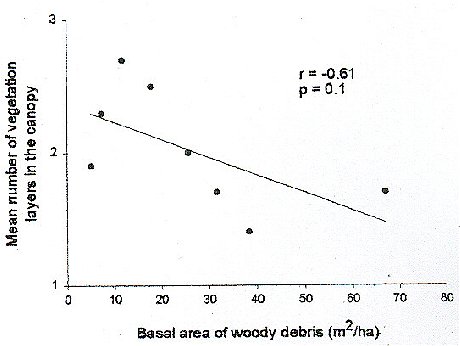 3
r = -0.61
p = 0.1
Mean number of vegetation
layers in the canopy
2
1
0 10 20 30 40 50 60 70 80
Basal area of woody debris (m²/ha)